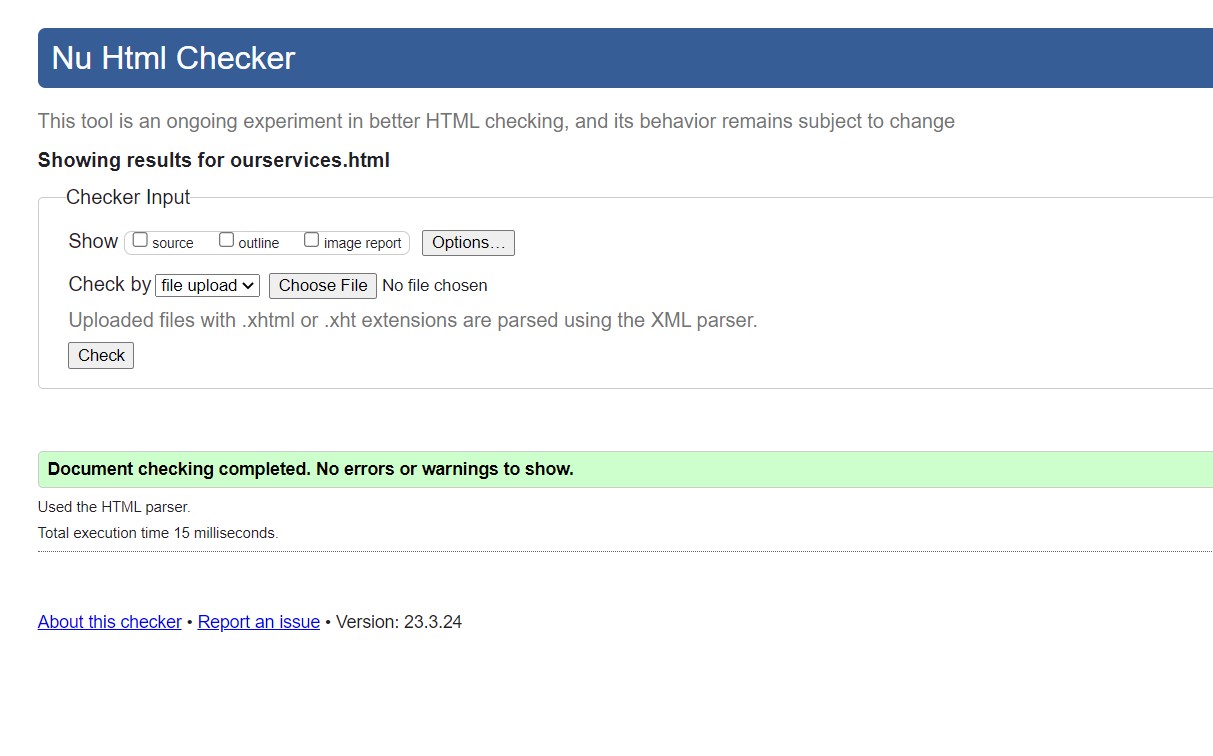 Nu Html Checker
This tool is an ongoing experiment in better HTML checking, and its behavior remains subject to change
Showing results for ourservices.html
Checker Input
Show source outline image report Options…
Check by file upload Choose File No file chosen
Uploaded files with .xhtml or .xht extensions are parsed using the XML parser.
Check
Document checking completed. No errors or warnings to show.
Used the HTML parser.
Total execution time 15 milliseconds.
About this checker • Report an issue • Version: 23.3.24